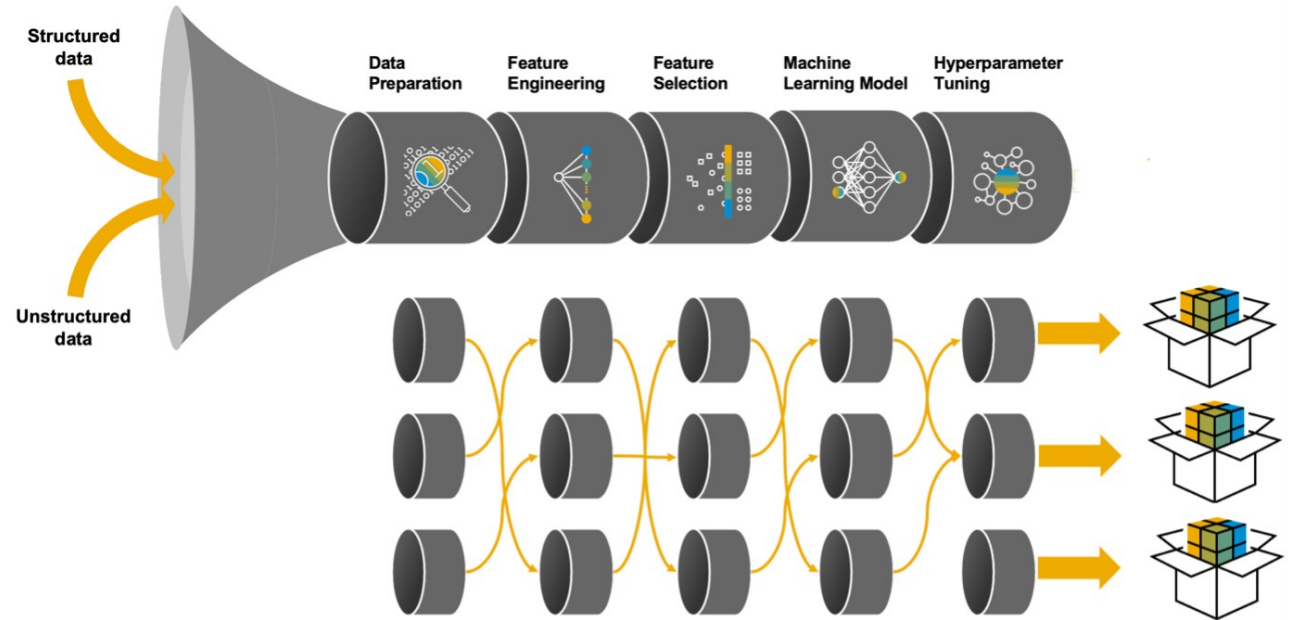 Structured
data
Data
Preparation
Feature
Engineering
Feature
Selection
Machine
Learning Model
Hyperparameter
Tuning
Unstructured
data